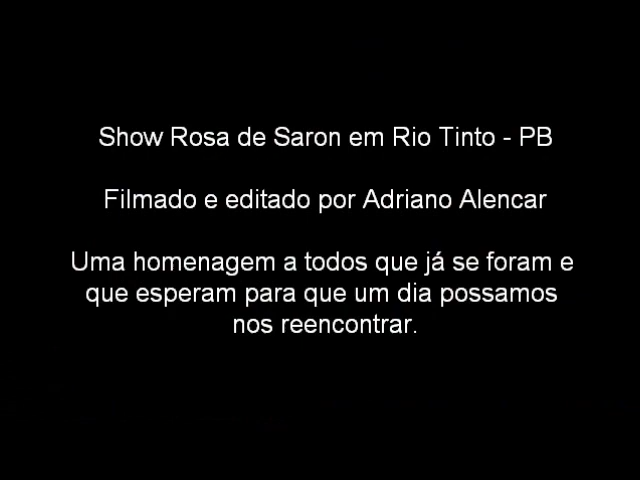 Show Rosa de Saron em Rio Tinto - PB
Filmado e editado por Adriano Alencar
Uma homenagem a todos que já se foram e
que esperam para que um dia possamos
nos reencontrar.